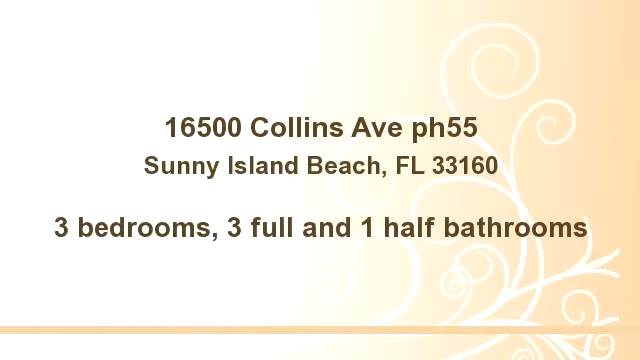 16500 Collins Ave ph55
Sunny Island Beach, FL 33160
3 bedrooms, 3 full and 1 half bathrooms